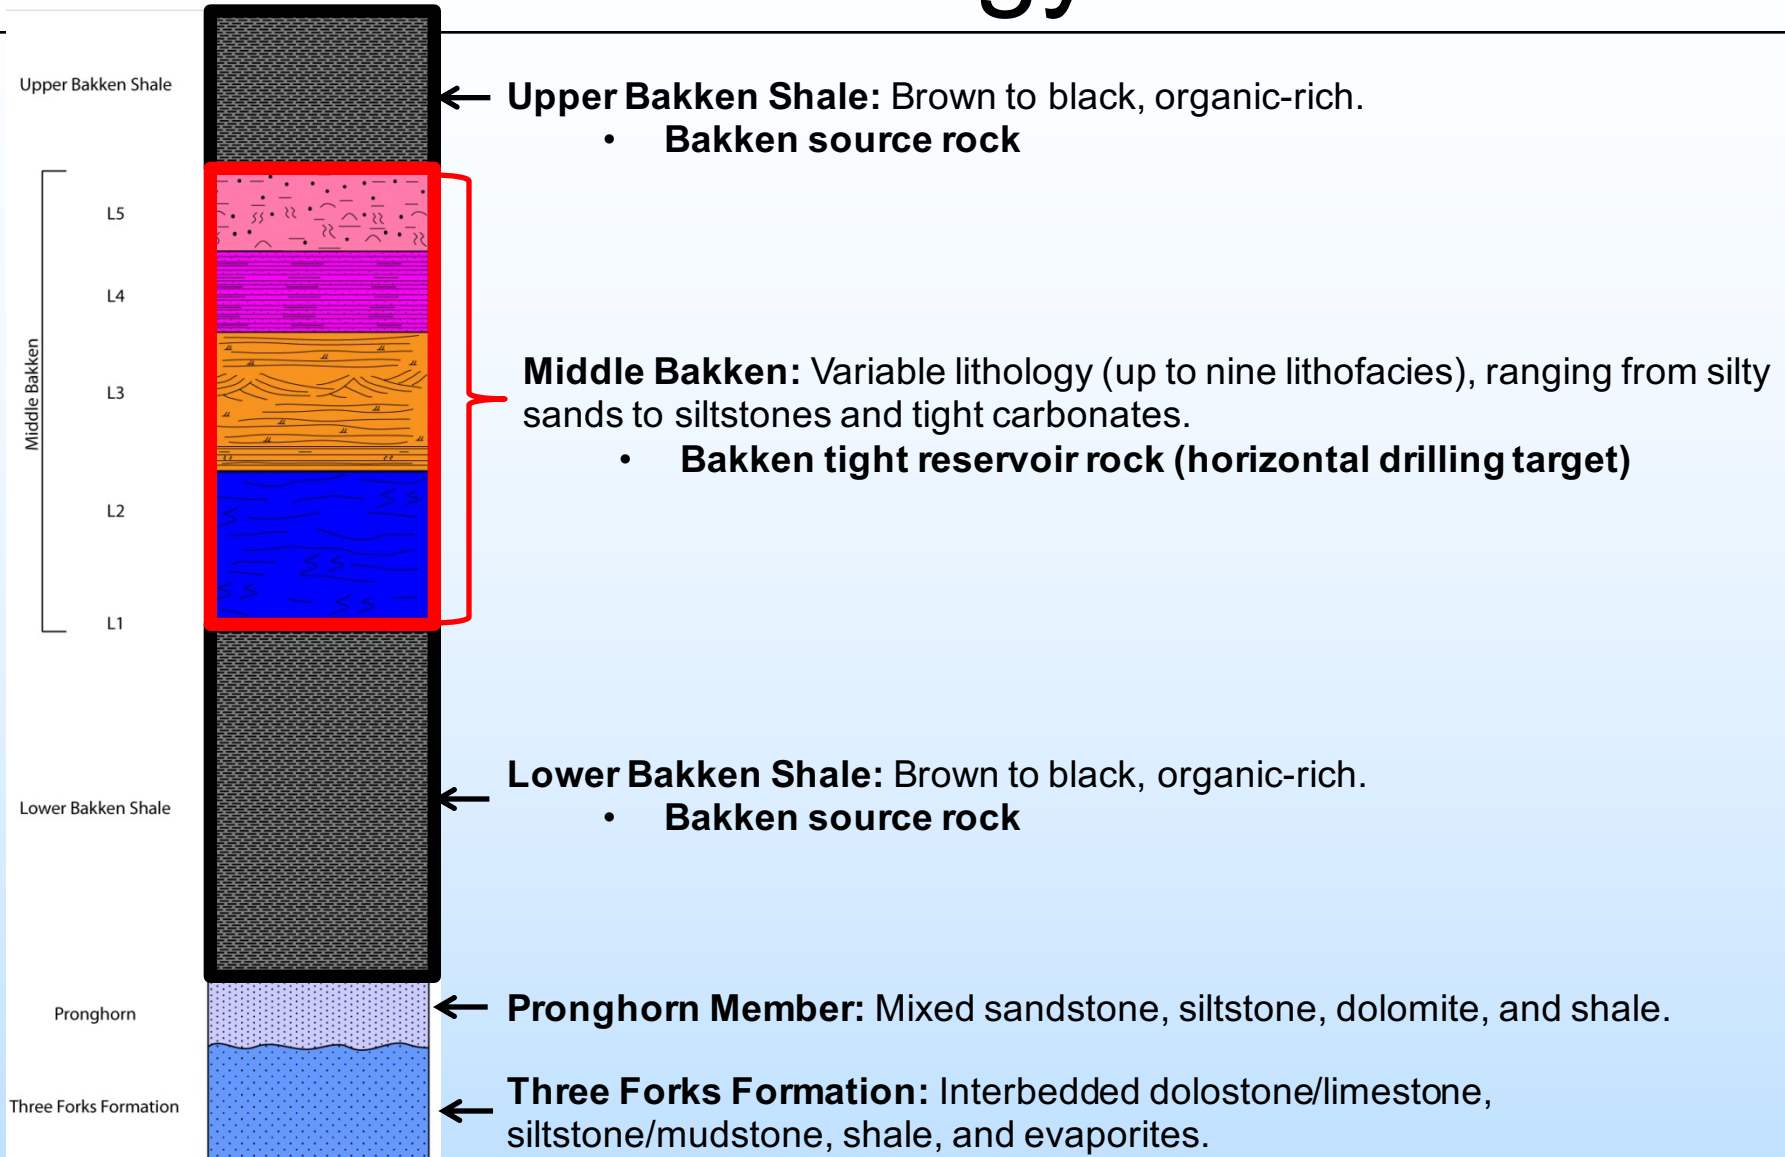 gy
Upper Bakken Shale
Upper Bakken Shale: Brown to black, organic-rich.
• Bakken source rock
Middle Bakken
L5
L4
L3
L2
L1
Middle Bakken: Variable lithology (up to nine lithofacies), ranging from silty
sands to siltstones and tight carbonates.
• Bakken tight reservoir rock (horizontal drilling target)
Lower Bakken Shale
Lower Bakken Shale: Brown to black, organic-rich.
• Bakken source rock
Pronghorn
Pronghorn Member: Mixed sandstone, siltstone, dolomite, and shale.
Three Forks Formation
Three Forks Formation: Interbedded dolostone/limestone,
siltstone/mudstone, shale, and evaporites.